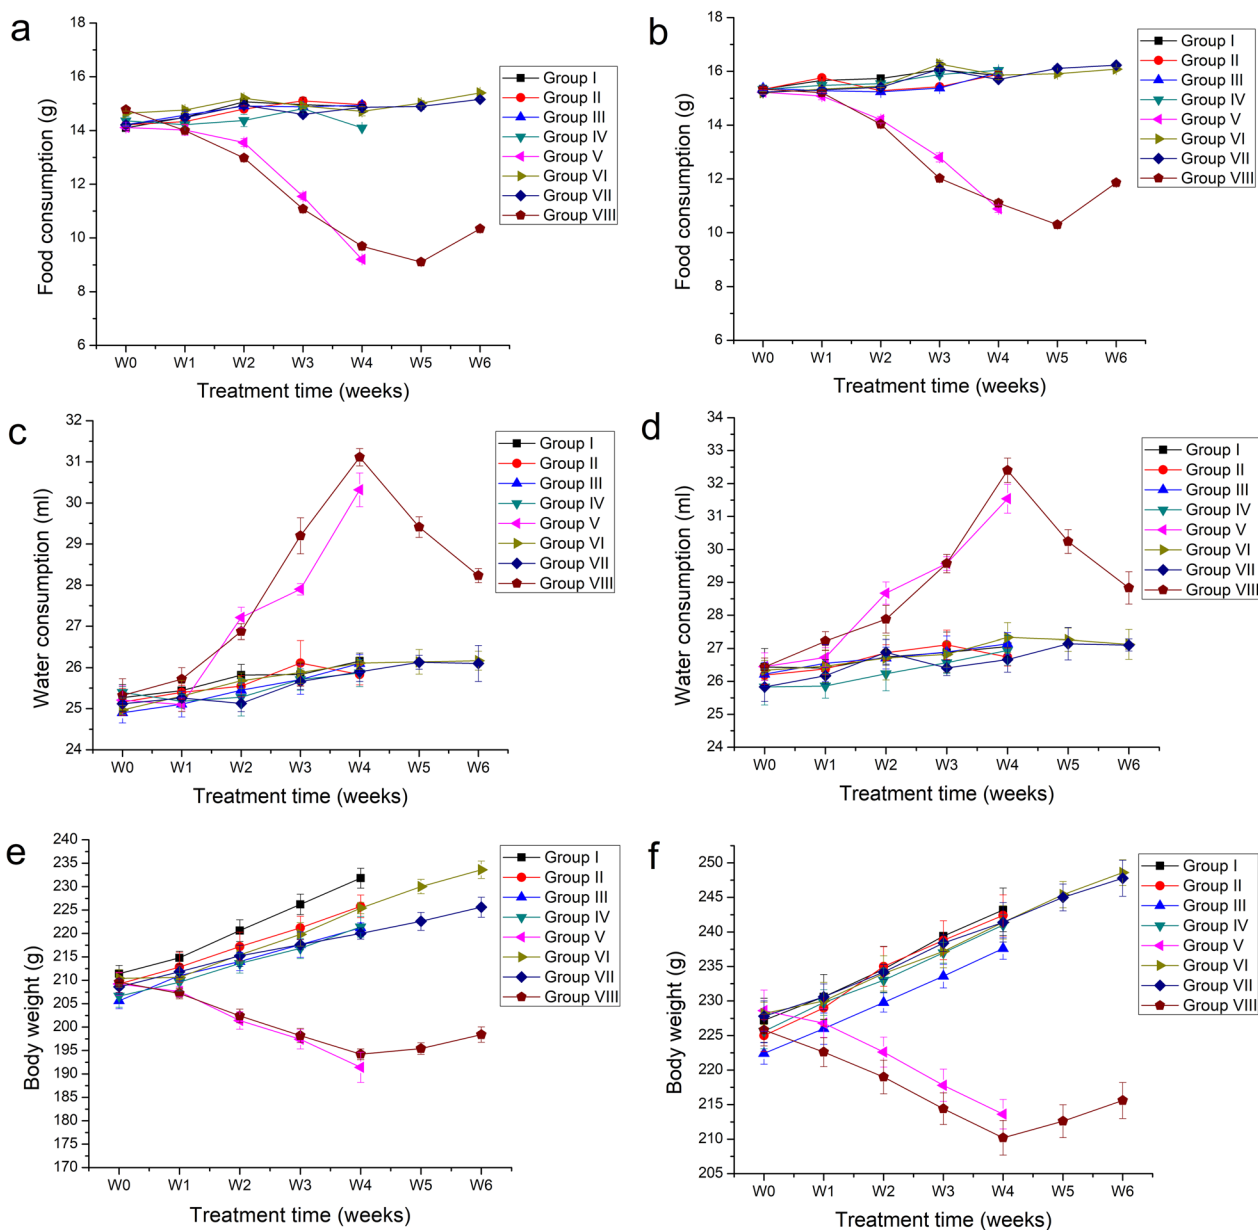 a
Food consumption (g)
18
16
14
12
10
8
6
W0 W1 W2 W3 W4 W5 W6
Treatment time (weeks)
Group I
Group II
Group III
Group IV
Group V
Group VI
Group VII
Group VIII
b
Food consumption (g)
18
16
14
12
10
8
6
W0 W1 W2 W3 W4 W5 W6
Treatment time (weeks)
Group I
Group II
Group III
Group IV
Group V
Group VI
Group VII
Group VIII
c
Water consumption (ml)
32
31
30
29
28
27
26
25
24
W0 W1 W2 W3 W4 W5 W6
Treatment time (weeks)
Group I
Group II
Group III
Group IV
Group V
Group VI
Group VII
Group VIII
d
Water consumption (ml)
34
33
32
31
30
29
28
27
26
25
24
W0 W1 W2 W3 W4 W5 W6
Treatment time (weeks)
Group I
Group II
Group III
Group IV
Group V
Group VI
Group VII
Group VIII
e
Body weight (g)
240
235
230
225
220
215
210
205
200
195
190
185
180
175
170
W0 W1 W2 W3 W4 W5 W6
Treatment time (weeks)
Group I
Group II
Group III
Group IV
Group V
Group VI
Group VII
Group VIII
f
Body weight (g)
250
245
240
235
230
225
220
215
210
205
W0 W1 W2 W3 W4 W5 W6
Treatment time (weeks)
Group I
Group II
Group III
Group IV
Group V
Group VI
Group VII
Group VIII